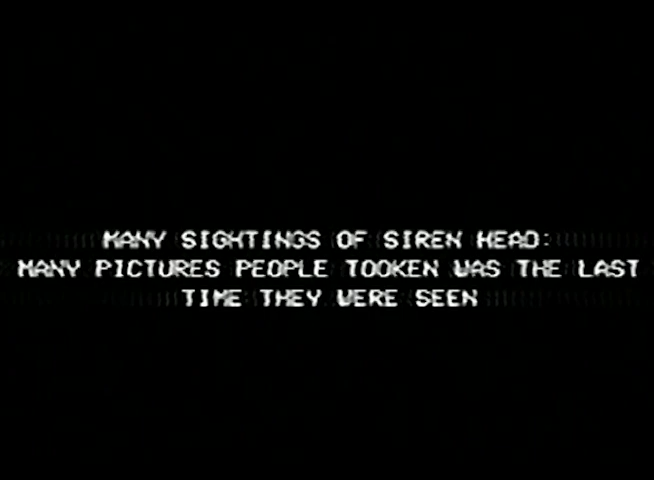 MANY SIGHTINGS OF SIREN HEAD:
MANY PICTURES PEOPLE TOOKEN WAS THE LAST
TIME THEY WERE SEEN